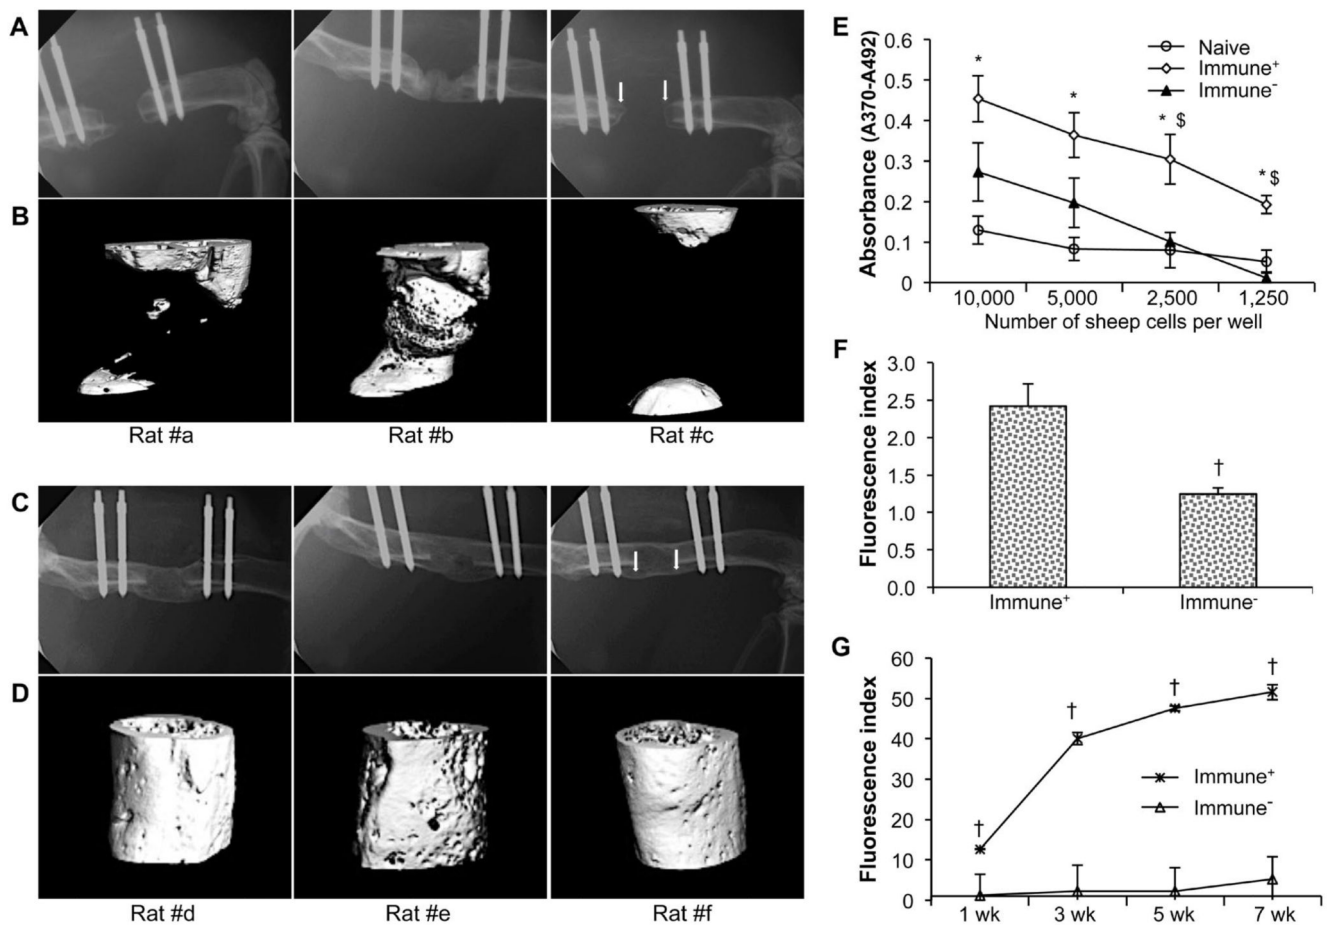 A
B
Rat #a
Rat #b
Rat #c
C
D
Rat #d
Rat #e
Rat #f
E
Absorbance (A370-A492)
0.6
0.5
0.4
0.3
0.2
0.1
0
Naive
Immune⁺
Immune⁻
*
*
* $
* $
10,000
5,000
2,500
1,250
Number of sheep cells per well
F
Fluorescence index
3.0
2.5
2.0
1.5
1.0
0.5
0.0
†
Immune⁺
Immune⁻
G
Fluorescence index
60
50
40
30
20
10
0
†
†
†
†
Immune⁺
Immune⁻
1 wk
3 wk
5 wk
7 wk